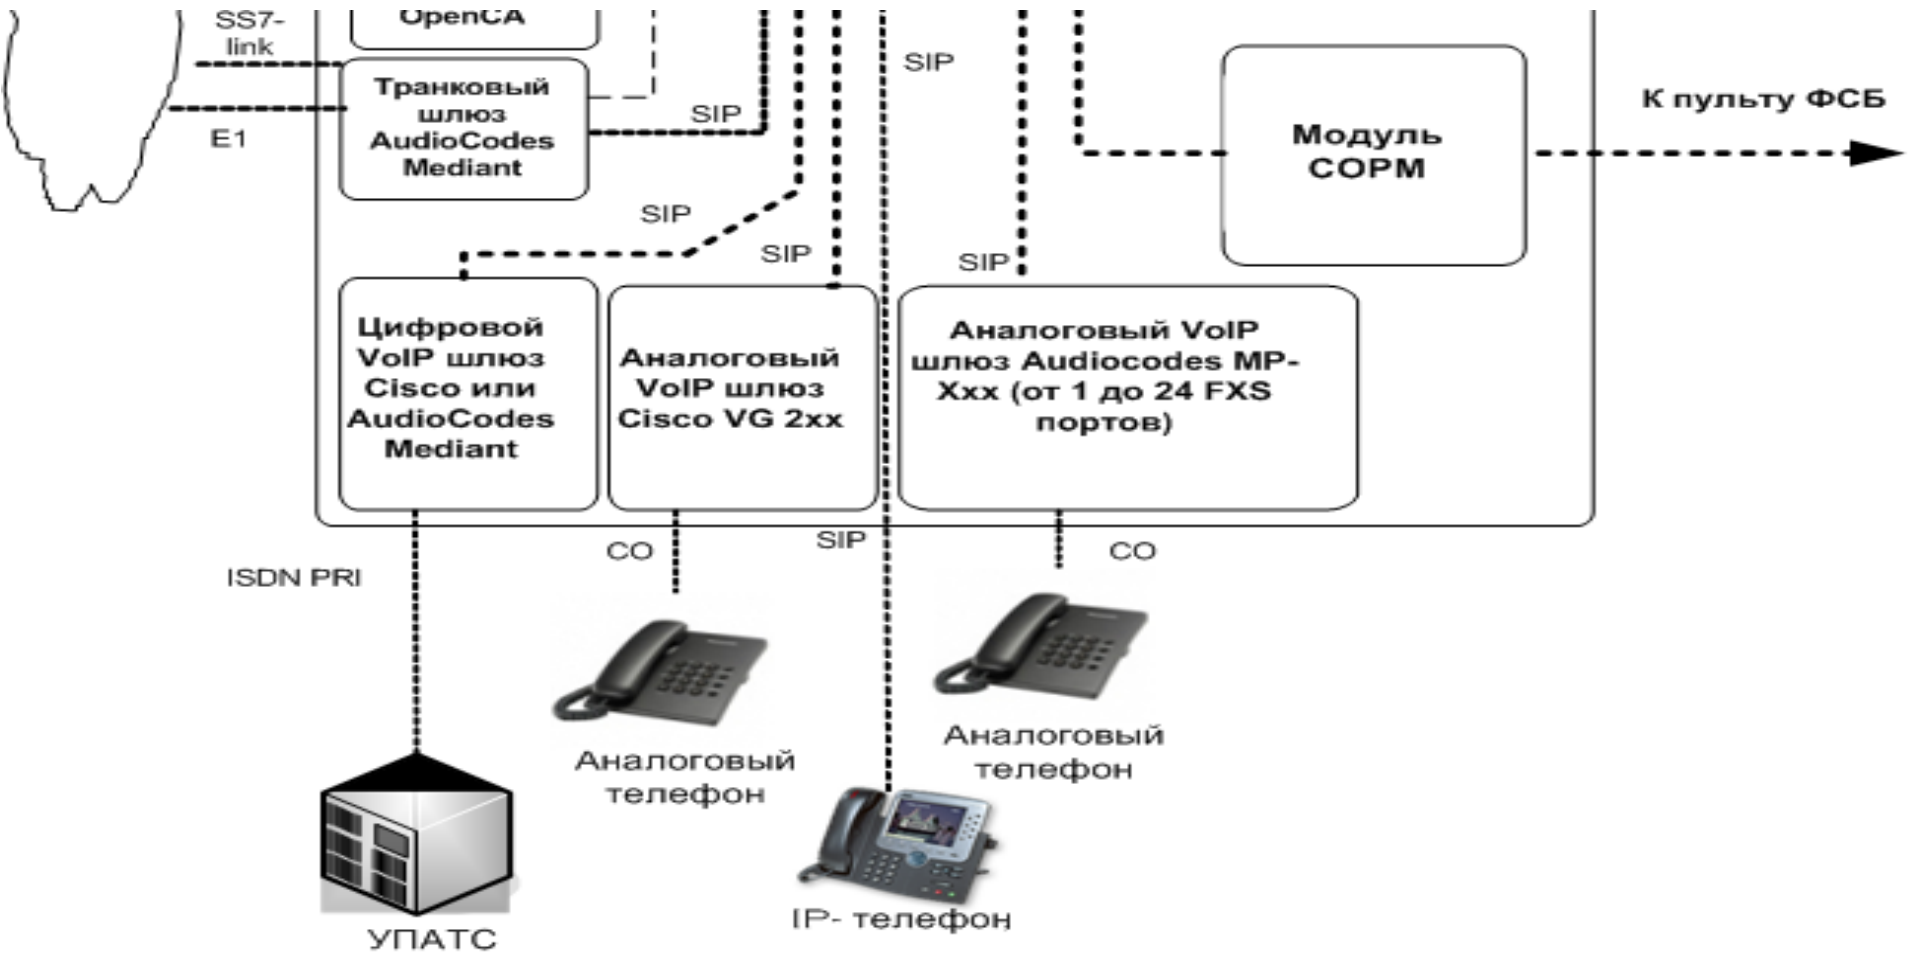 SS7-
link
OpenCA
SIP
К пульту ФСБ
Транковый
шлюз
AudioCodes
Mediant
E1
SIP
Модуль
СОРМ
SIP
SIP
SIP
Цифровой
VoIP шлюз
Cisco или
AudioCodes
Mediant
Аналоговый
VoIP шлюз
Cisco VG 2xx
Аналоговый VoIP
шлюз Audiocodes MP-
Xxx (от 1 до 24 FXS
портов)
ISDN PRI
CO
SIP
CO
Аналоговый
телефон
Аналоговый
телефон
IP- телефон
УПАТС